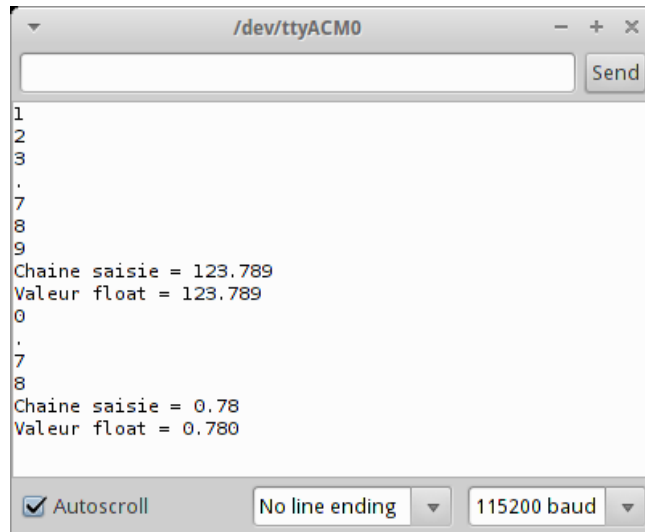 /dev/ttyACM0
Send
1
2
3
.
7
8
9
Chaine saisie = 123.789
Valeur float = 123.789
0
.
7
8
Chaine saisie = 0.78
Valeur float = 0.780
Autoscroll
No line ending
115200 baud